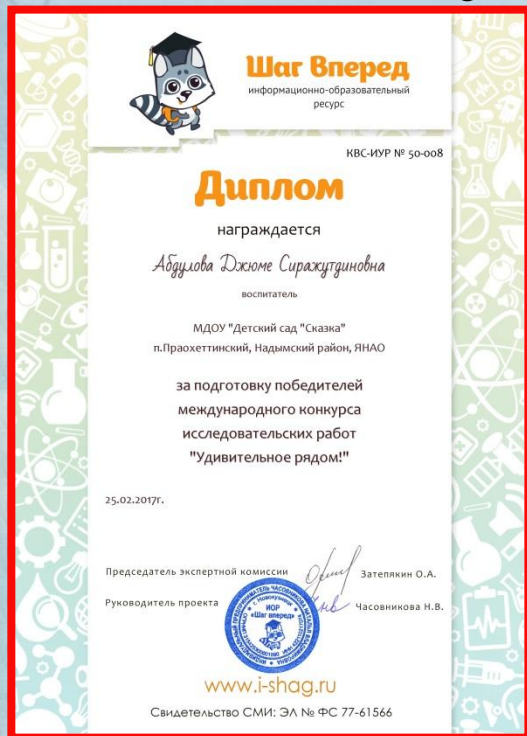 Шаг Вперед
информационно-образовательный
ресурс
КВС-ИУР № 50-008
Диплом
награждается
Абдулова Джюме Сиражутдиновна
воспитатель
МДОУ "Детский сад "Сказка"
п.Праохеттинский, Надымский район, ЯНАО
за подготовку победителей
международного конкурса
исследовательских работ
"Удивительное рядом!"
25.02.2017г.
Председатель экспертной комиссии
Затепякин О.А.
Руководитель проекта
Часовникова Н.В.
г. Новокузнецк
ИОР
«Шаг вперед»
www.i-shag.ru
Свидетельство СМИ: ЭЛ № ФС 77-61566